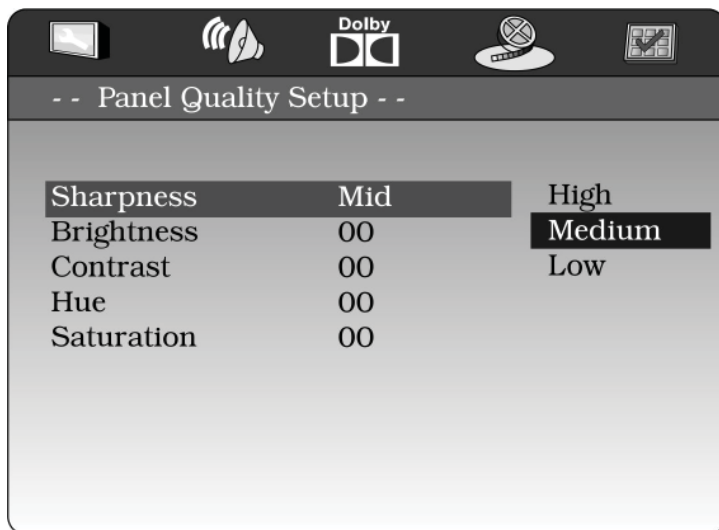 Dolby
- - Panel Quality Setup - -
Sharpness Mid High
Brightness 00 Medium
Contrast 00 Low
Hue 00
Saturation 00